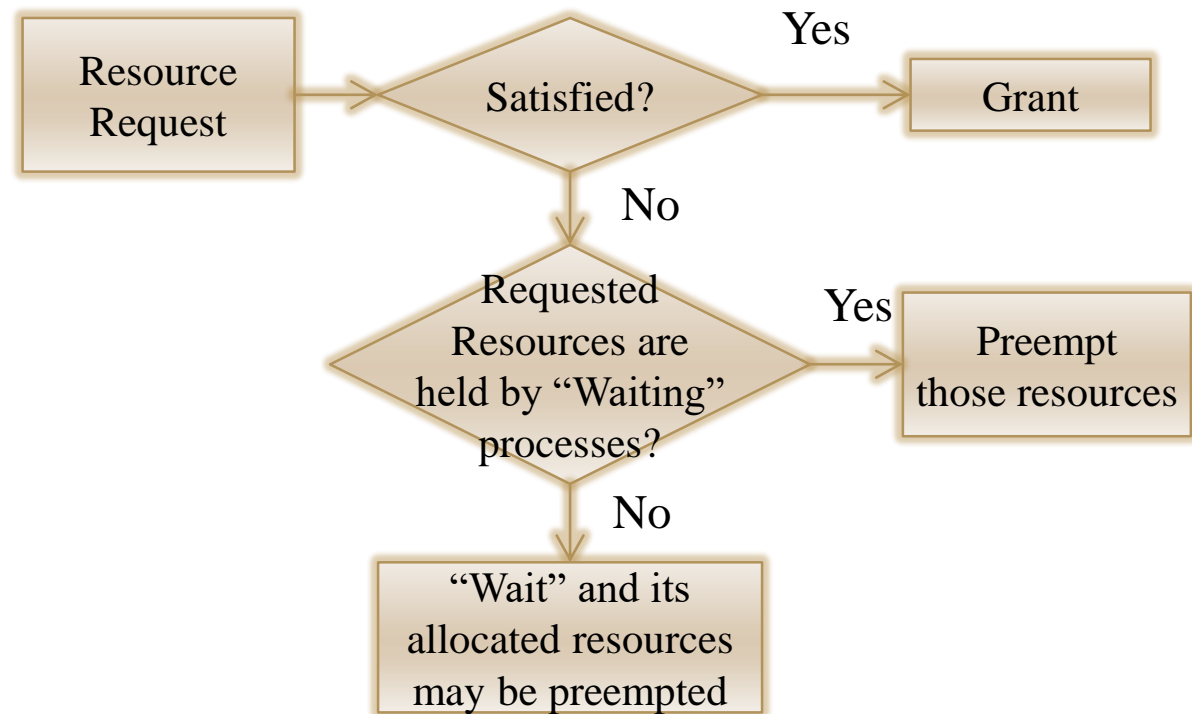 Resource
Request
Satisfied?
Yes
Grant
No
Requested
Resources are
held by “Waiting”
processes?
Yes
Preempt
those resources
No
“Wait” and its
allocated resources
may be preempted